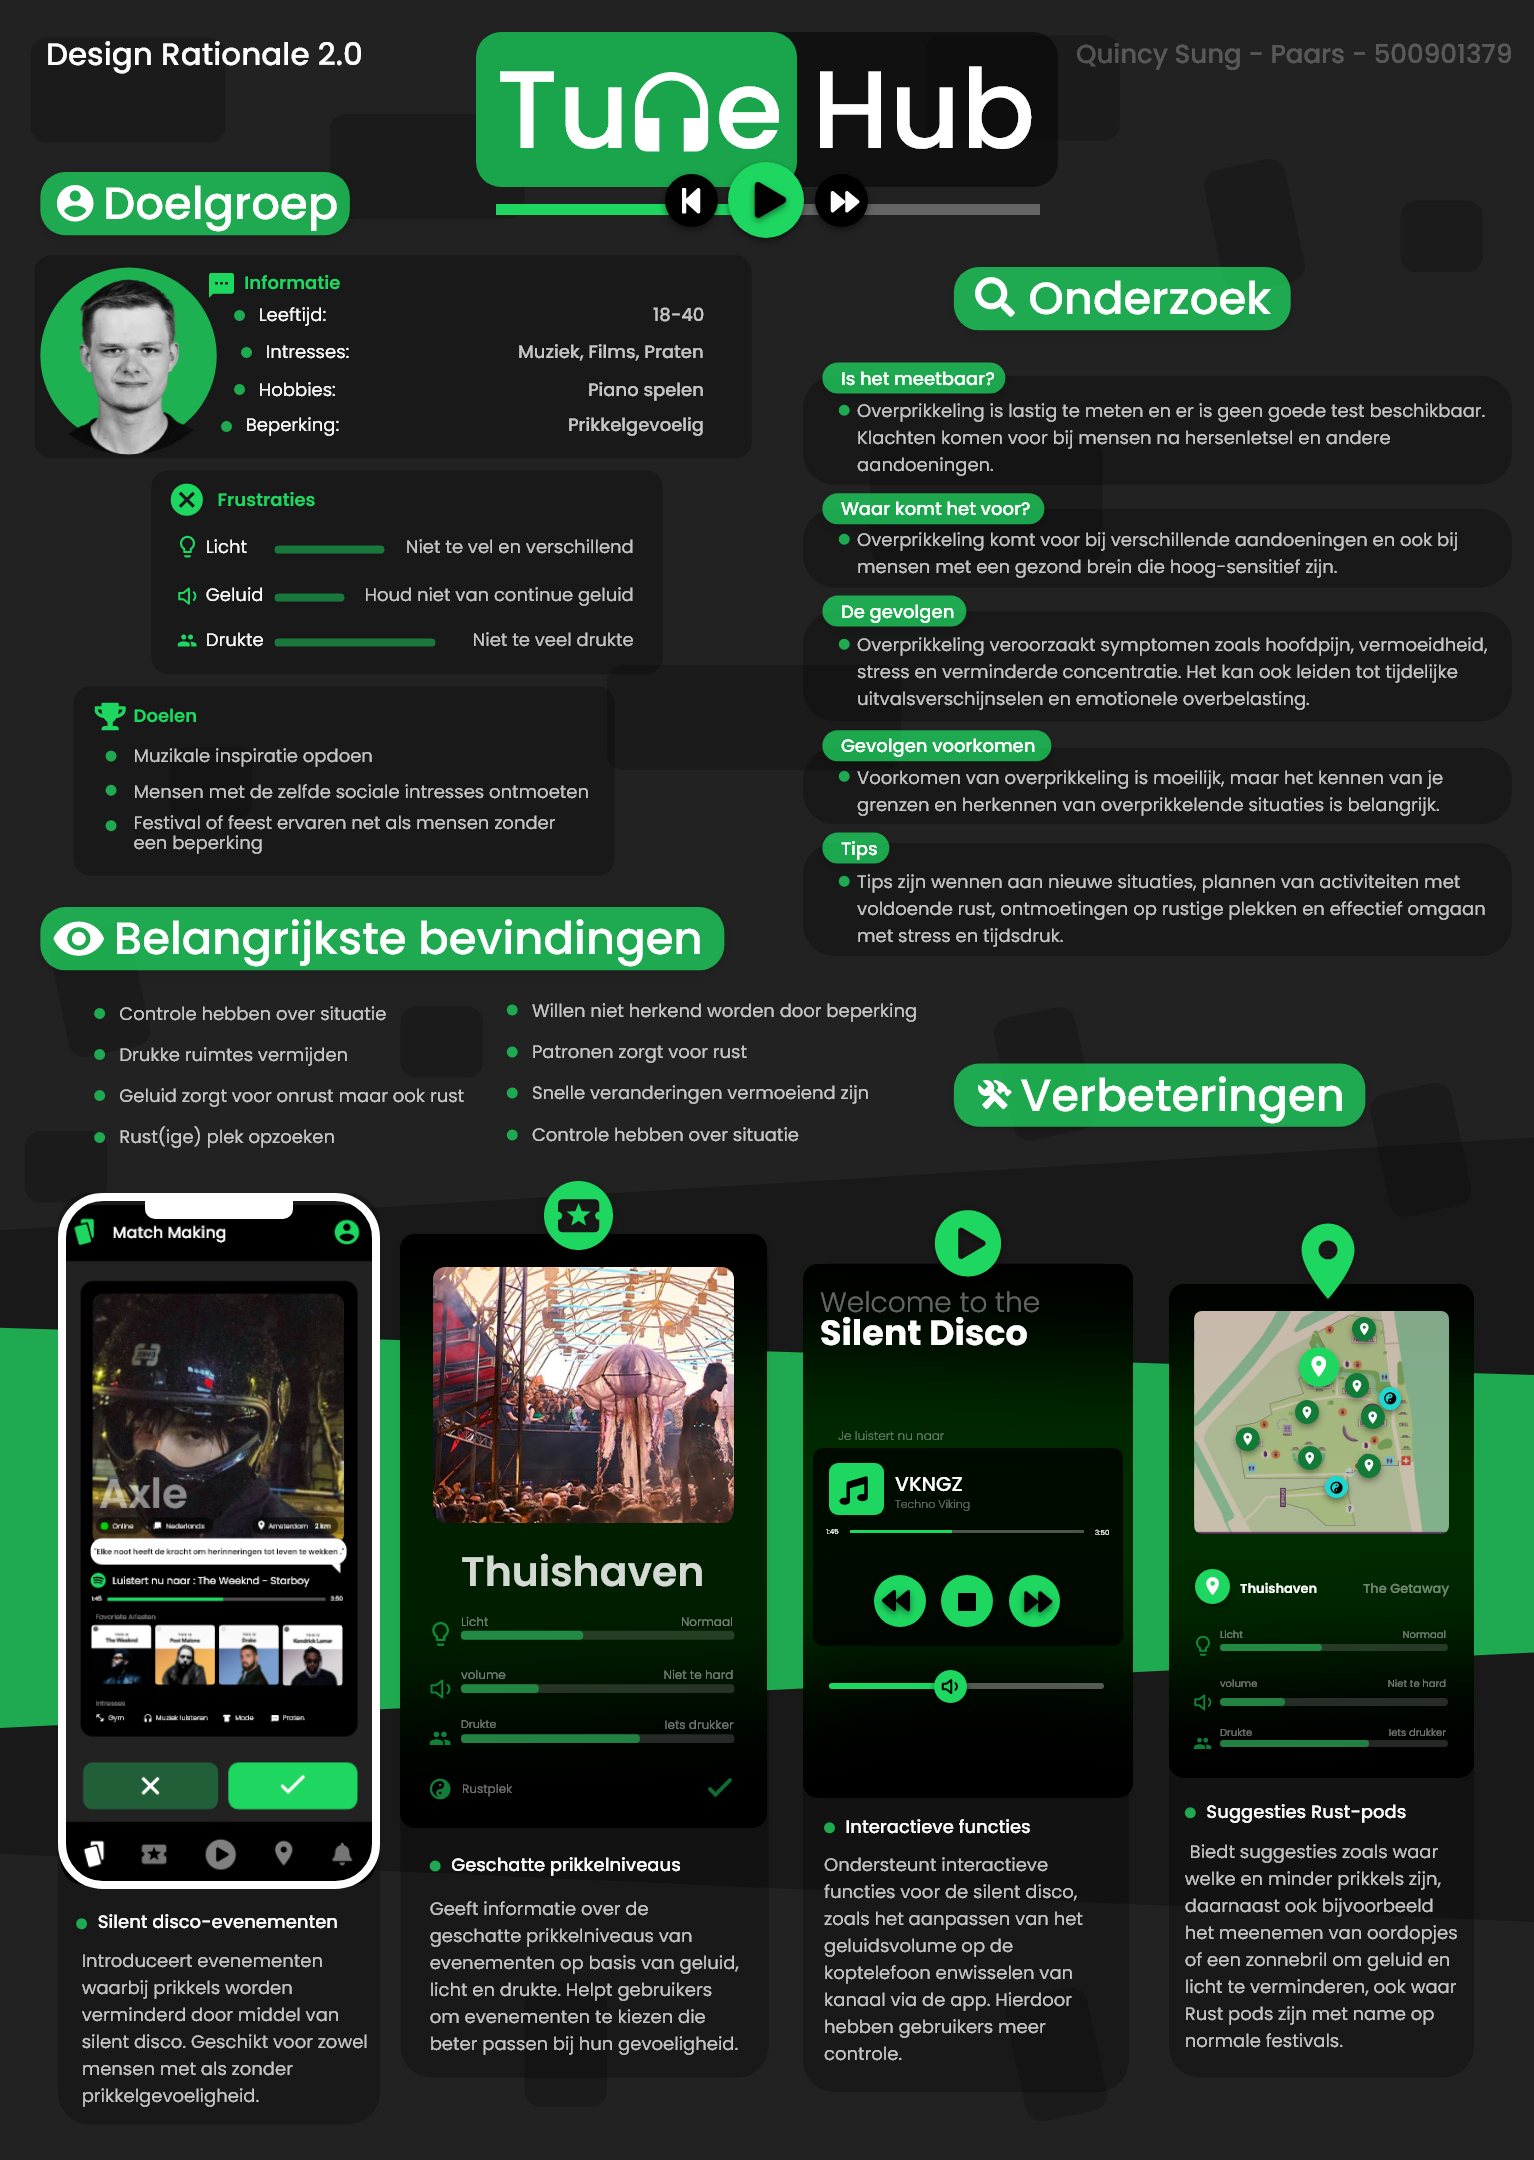 Design Rationale 2.0
Tune Hub
Quincy Sung - Paars - 500901379
Doelgroep
Informatie
Leeftijd: 18-40
Intresses: Muziek, Films, Praten
Hobbies: Piano spelen
Beperking: Prikkelgevoelig
Frustraties
Licht Niet te vel en verschillend
Geluid Houd niet van continue geluid
Drukte Niet te veel drukte
Doelen
Muzikale inspiratie opdoen
Mensen met de zelfde sociale intresses ontmoeten
Festival of feest ervaren net als mensen zonder
een beperking
Onderzoek
Is het meetbaar?
Overprikkeling is lastig te meten en er is geen goede test beschikbaar.
Klachten komen voor bij mensen na hersenletsel en andere
aandoeningen.
Waar komt het voor?
Overprikkeling komt voor bij verschillende aandoeningen en ook bij
mensen met een gezond brein die hoog-sensitief zijn.
De gevolgen
Overprikkeling veroorzaakt symptomen zoals hoofdpijn, vermoeidheid,
stress en verminderde concentratie. Het kan ook leiden tot tijdelijke
uitvalsverschijnselen en emotionele overbelasting.
Gevolgen voorkomen
Voorkomen van overprikkeling is moeilijk, maar het kennen van je
grenzen en herkennen van overprikkelende situaties is belangrijk.
Tips
Tips zijn wennen aan nieuwe situaties, plannen van activiteiten met
voldoende rust, ontmoetingen op rustige plekken en effectief omgaan
met stress en tijdsdruk.
Belangrijkste bevindingen
Controle hebben over situatie
Drukke ruimtes vermijden
Geluid zorgt voor onrust maar ook rust
Rust(ige) plek opzoeken
Willen niet herkend worden door beperking
Patronen zorgt voor rust
Snelle veranderingen vermoeiend zijn
Controle hebben over situatie
Verbeteringen
Match Making
Axle
Online Nederlands Amsterdam 2 km
"Elke noot heeft de kracht om herinneringen tot leven te wekken ."
Luistert nu naar : The Weeknd - Starboy
1:45 3:50
Favoriete Artiesten
THIS IS The Weeknd
THIS IS Post Malone
THIS IS Drake
THIS IS Kendrick Lamar
Intresses
Gym Muziek luisteren Mode Praten
Silent disco-evenementen
Introduceert evenementen
waarbij prikkels worden
verminderd door middel van
silent disco. Geschikt voor zowel
mensen met als zonder
prikkelgevoeligheid.
Thuishaven
Licht Normaal
volume Niet te hard
Drukte Iets drukker
Rustplek
Geschatte prikkelniveaus
Geeft informatie over de
geschatte prikkelniveaus van
evenementen op basis van geluid,
licht en drukte. Helpt gebruikers
om evenementen te kiezen die
beter passen bij hun gevoeligheid.
Welcome to the
Silent Disco
Je luistert nu naar
VKNGZ
Techno Viking
1:45 3:50
Interactieve functies
Ondersteunt interactieve
functies voor de silent disco,
zoals het aanpassen van het
geluidsvolume op de
koptelefoon enwisselen van
kanaal via de app. Hierdoor
hebben gebruikers meer
controle.
Thuishaven The Getaway
Licht Normaal
volume Niet te hard
Drukte Iets drukker
Suggesties Rust-pods
Biedt suggesties zoals waar
welke en minder prikkels zijn,
daarnaast ook bijvoorbeeld
het meenemen van oordopjes
of een zonnebril om geluid en
licht te verminderen, ook waar
Rust pods zijn met name op
normale festivals.